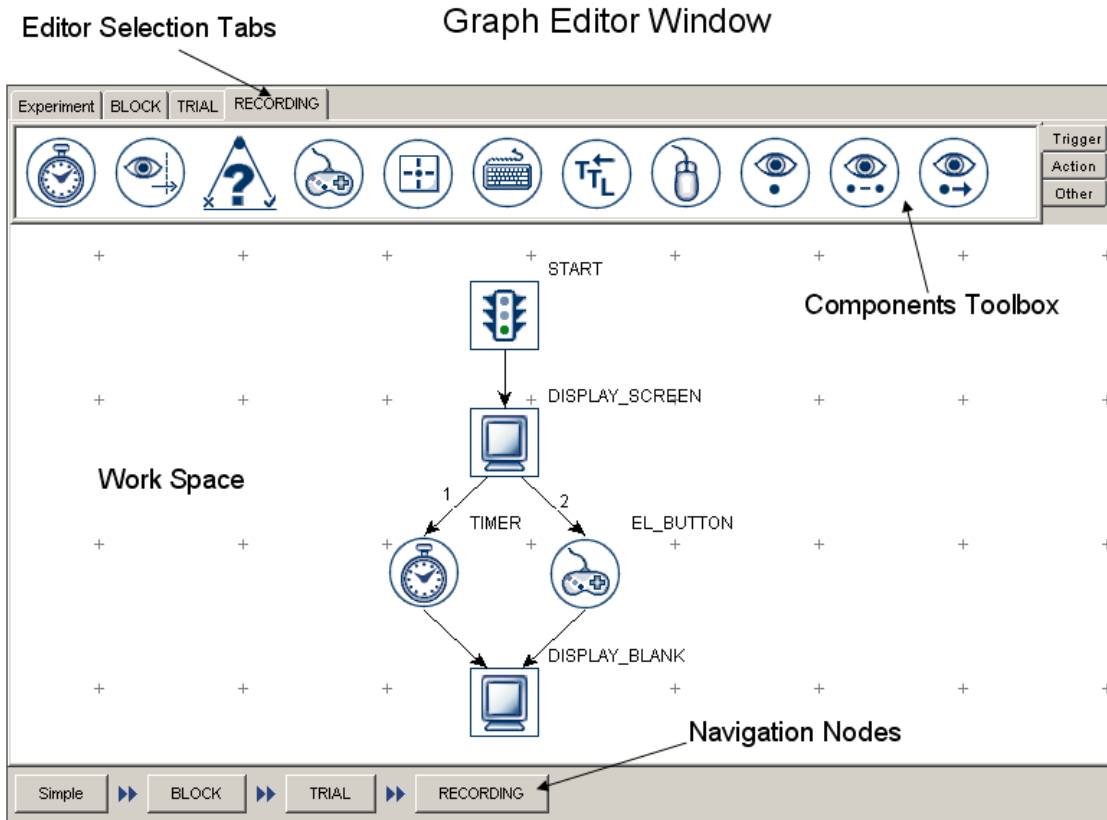 Graph Editor Window
Editor Selection Tabs
Experiment BLOCK TRIAL RECORDING
Trigger
Action
Other
TTL
Components Toolbox
START
DISPLAY_SCREEN
Work Space
1 2
TIMER EL_BUTTON
DISPLAY_BLANK
Navigation Nodes
Simple BLOCK TRIAL RECORDING